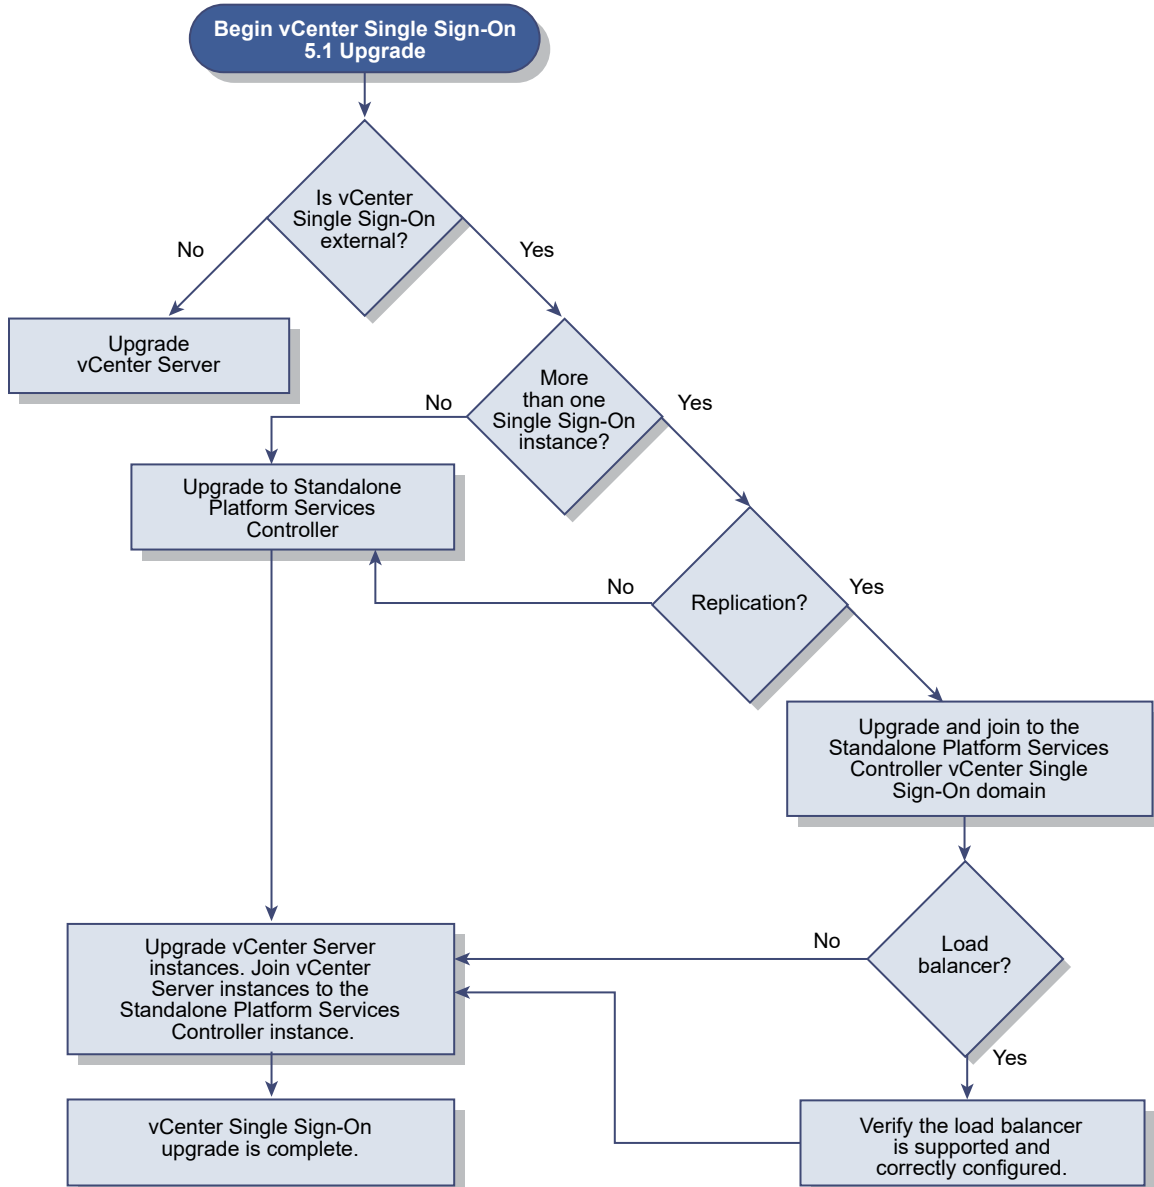 Begin vCenter Single Sign-On
5.1 Upgrade
Is vCenter
Single Sign-On
external?
No
Yes
Upgrade
vCenter Server
More
than one
Single Sign-On
instance?
No
Yes
Upgrade to Standalone
Platform Services
Controller
Replication?
No
Yes
Upgrade and join to the
Standalone Platform Services
Controller vCenter Single
Sign-On domain
Load
balancer?
No
Yes
Upgrade vCenter Server
instances. Join vCenter
Server instances to the
Standalone Platform Services
Controller instance.
Verify the load balancer
is supported and
correctly configured.
vCenter Single Sign-On
upgrade is complete.